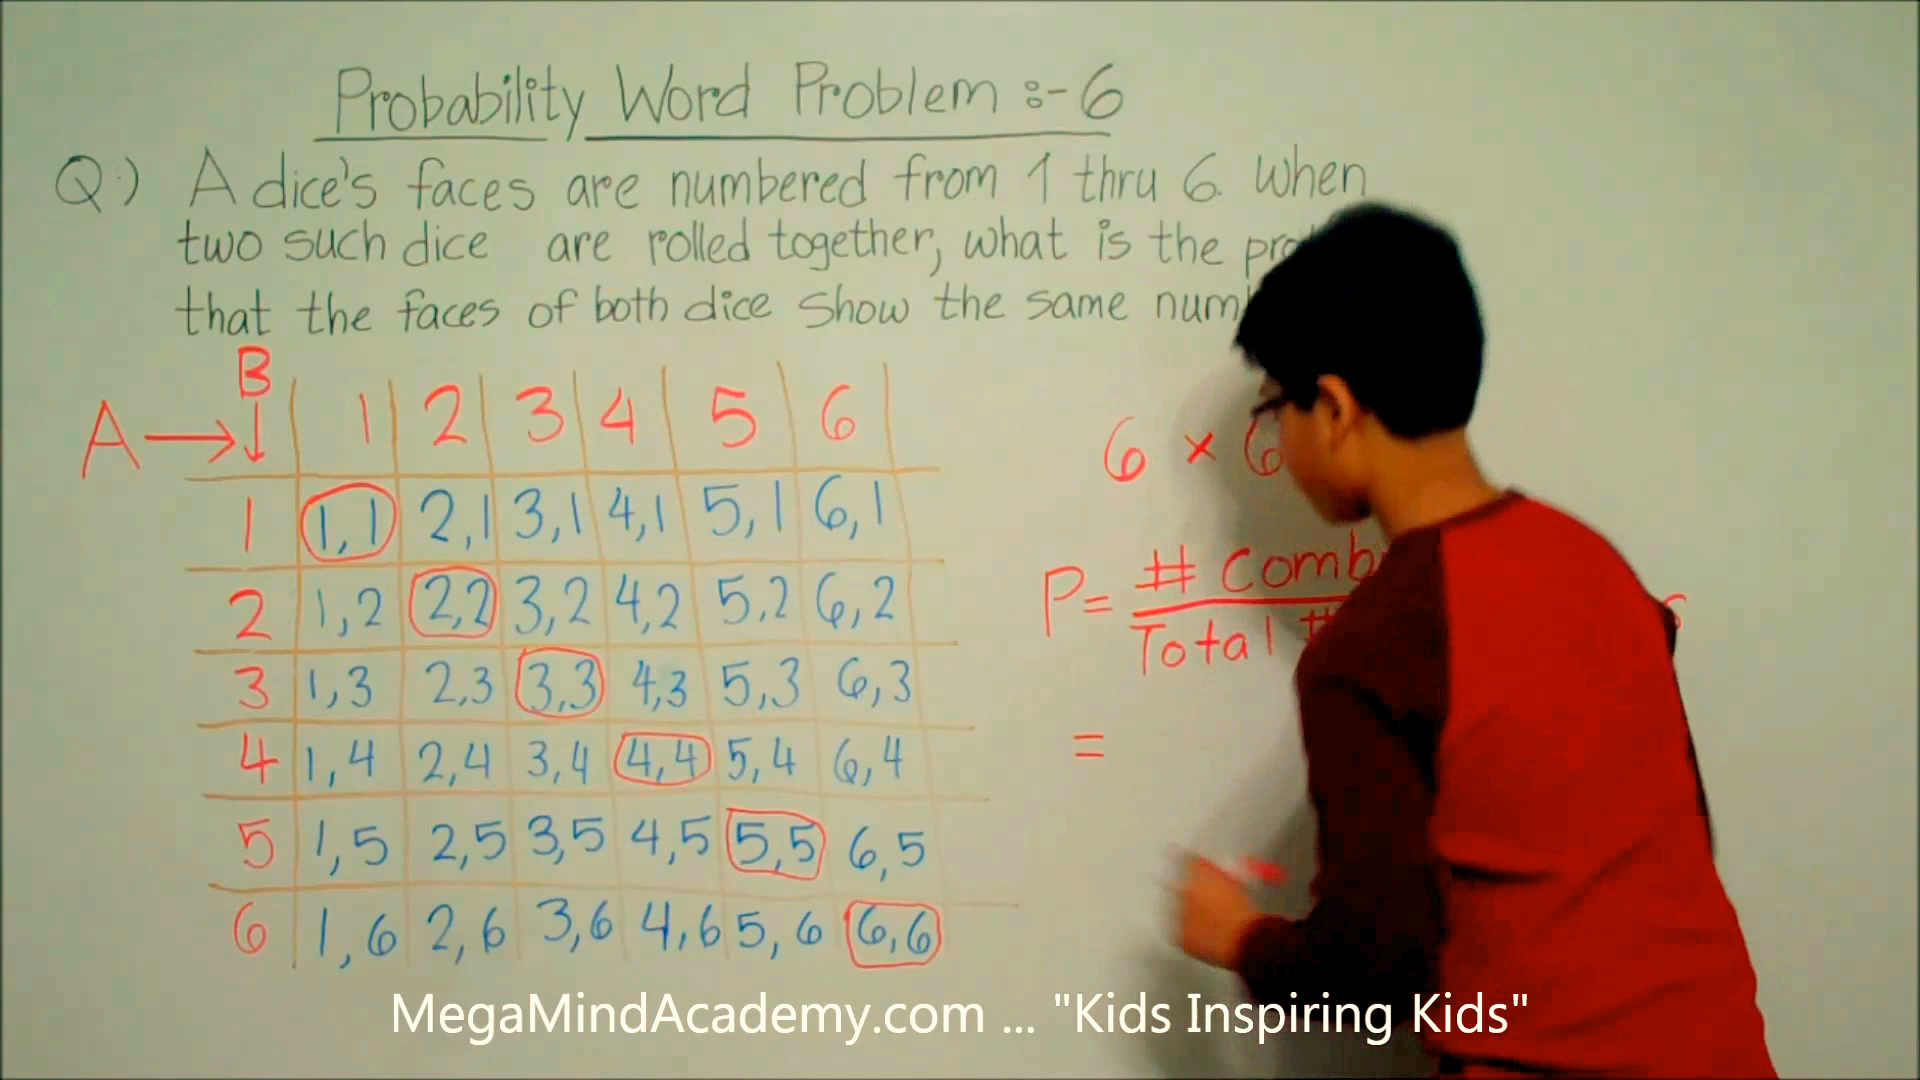 Probability Word Problem :-6
Q:) A dice's faces are numbered from 1 thru 6. When
two such dice are rolled together, what is the
that the faces of both dice show the same
B
A → ↓ 1 2 3 4 5 6
1 1,1 2,1 3,1 4,1 5,1 6,1
2 1,2 2,2 3,2 4,2 5,2 6,2
3 1,3 2,3 3,3 4,3 5,3 6,3
4 1,4 2,4 3,4 4,4 5,4 6,4
5 1,5 2,5 3,5 4,5 5,5 6,5
6 1,6 2,6 3,6 4,6 5,6 6,6
6 × 6
P = #
Total #
=
MegaMindAcademy.com ... "Kids Inspiring Kids"